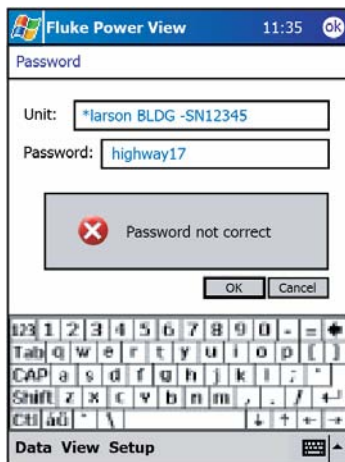 Fluke Power View 11:35 ok
Password
Unit: *larson BLDG -SN12345
Password: highway17
Password not correct
OK Cancel
123 1 2 3 4 5 6 7 8 9 0 - =
Tab q w e r t y u i o p [ ]
CAP a s d f g h j k l ; '
Shift z x c v b n m , . /
Ctl áü ` \
Data View Setup